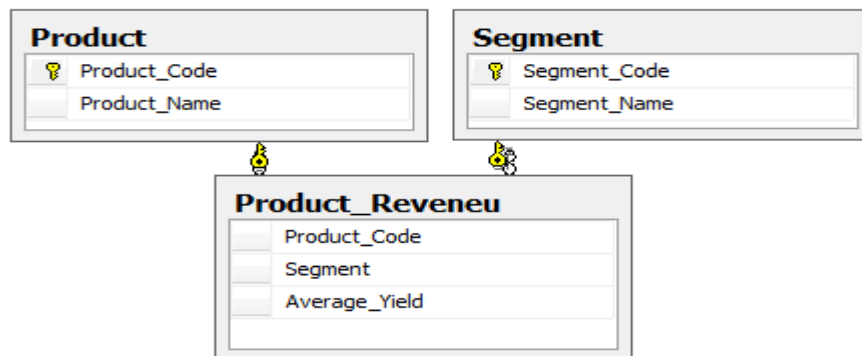 Product
Product_Code
Product_Name
Segment
Segment_Code
Segment_Name
Product_Reveneu
Product_Code
Segment
Average_Yield